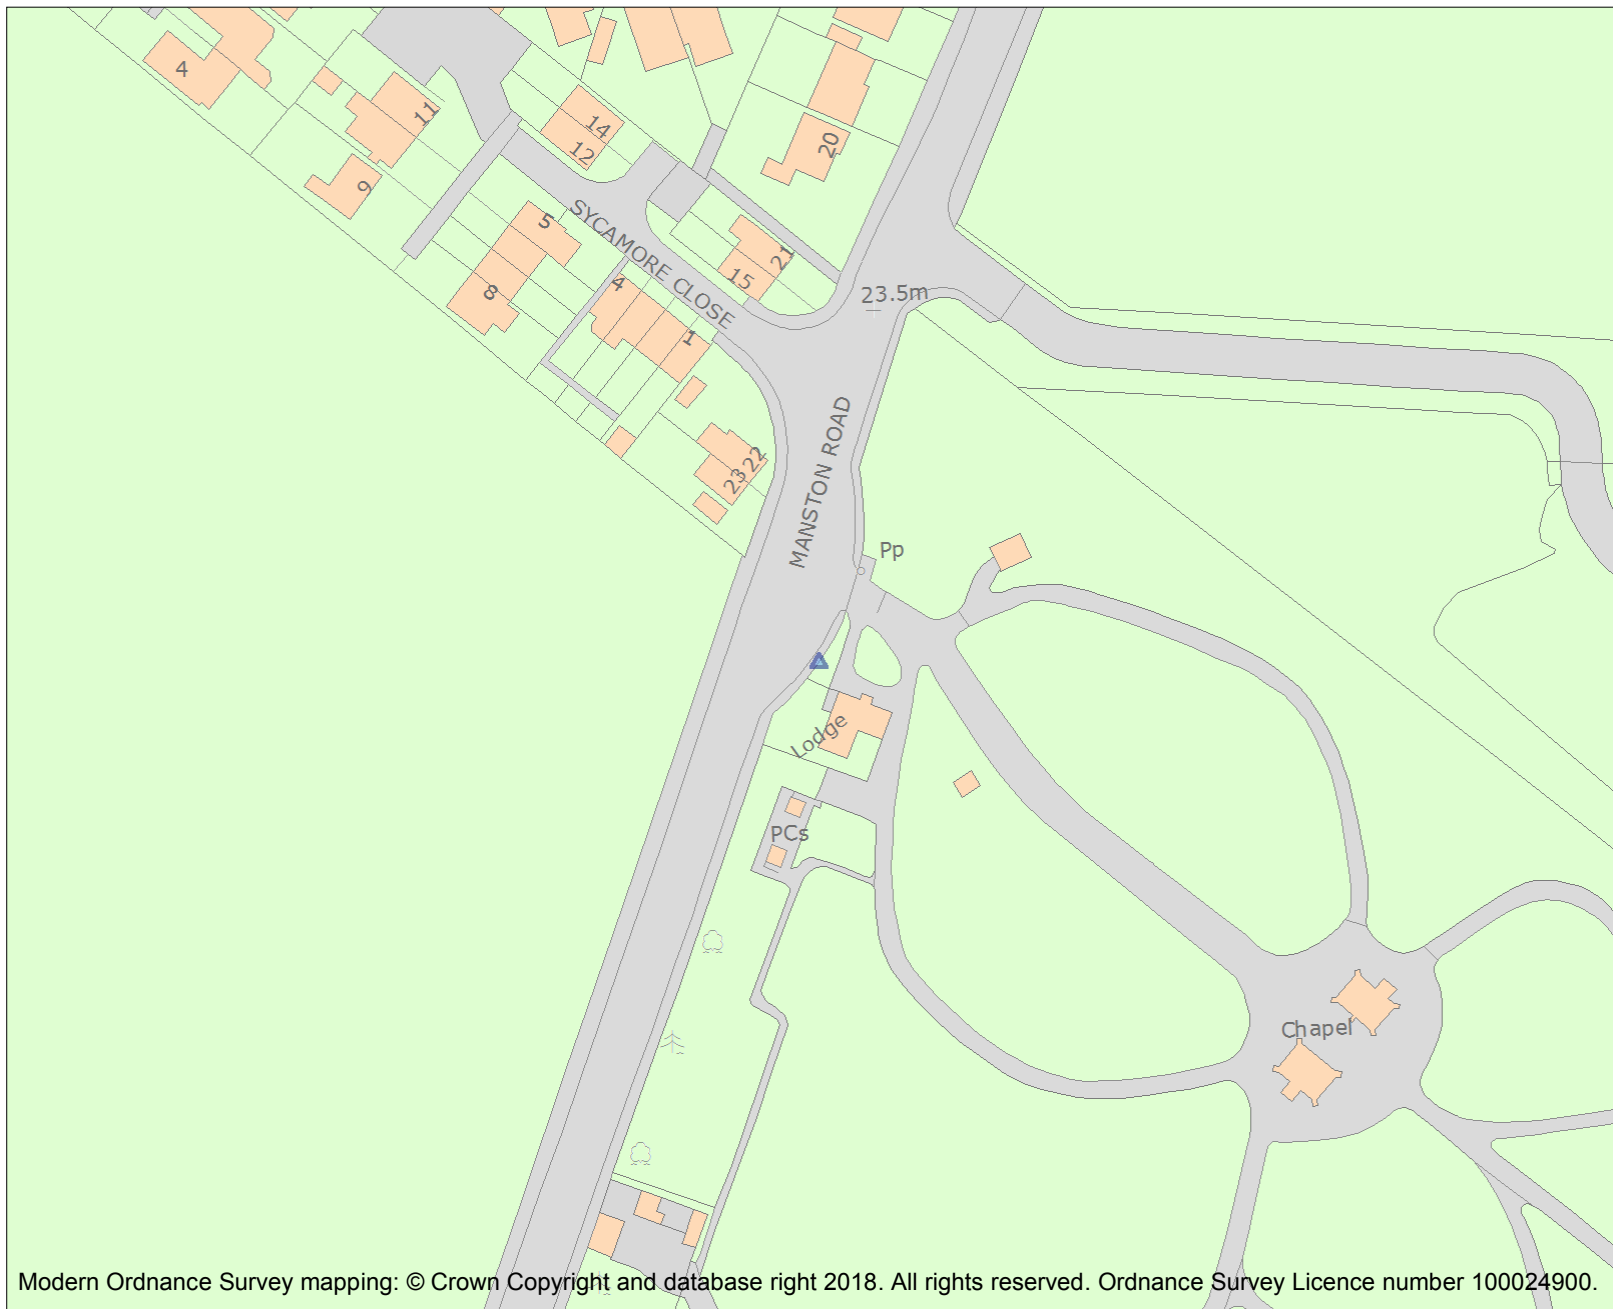 4
11
14
12
20
9
5
SYCAMORE CLOSE
21
15
8
4
23.5m
1
MANSTON ROAD
22
23
Pp
Lodge
PCs
Chapel
Modern Ordnance Survey mapping: © Crown Copyright and database right 2018. All rights reserved. Ordnance Survey Licence number 100024900.